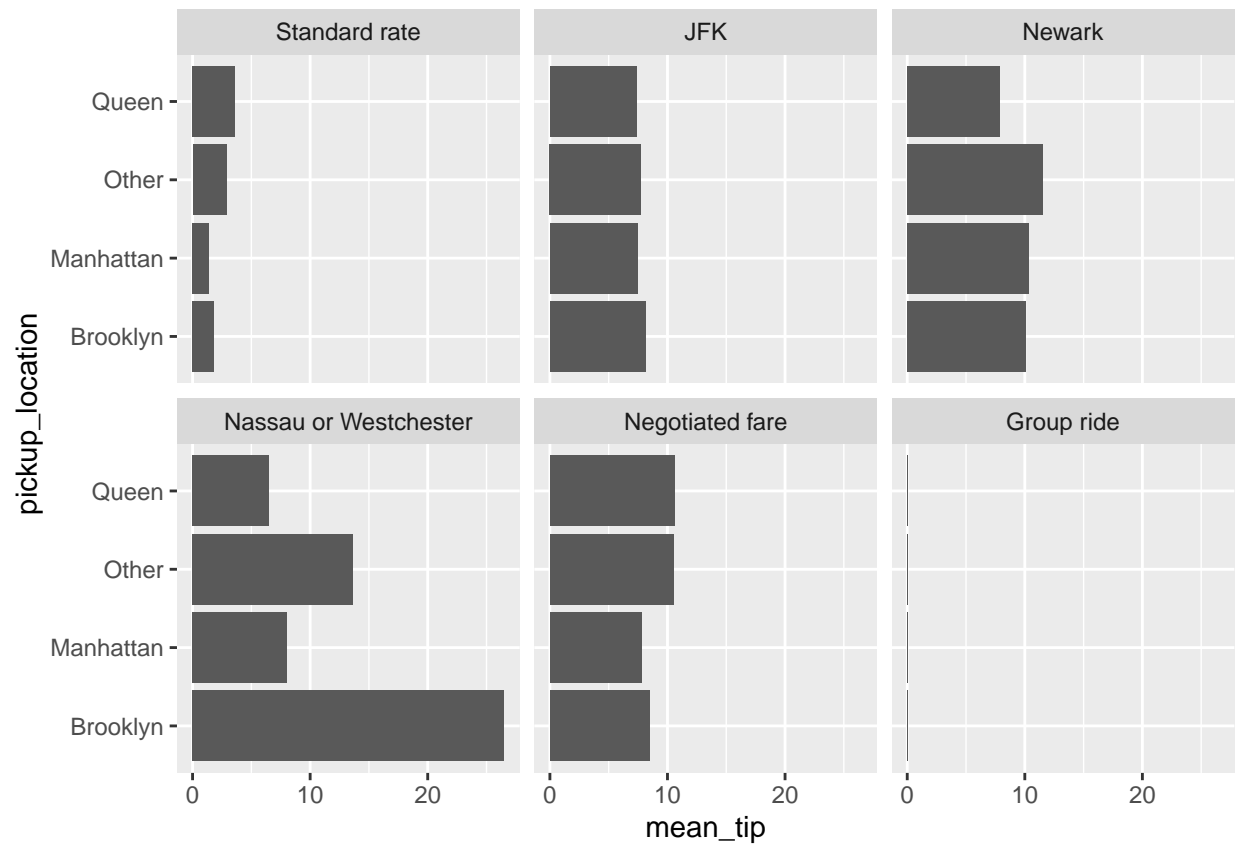 Standard rate
JFK
Newark
Queen
Other
Manhattan
Brooklyn
Nassau or Westchester
Negotiated fare
Group ride
Queen
Other
Manhattan
Brooklyn
0 10 20
0 10 20
0 10 20
mean_tip
pickup_location